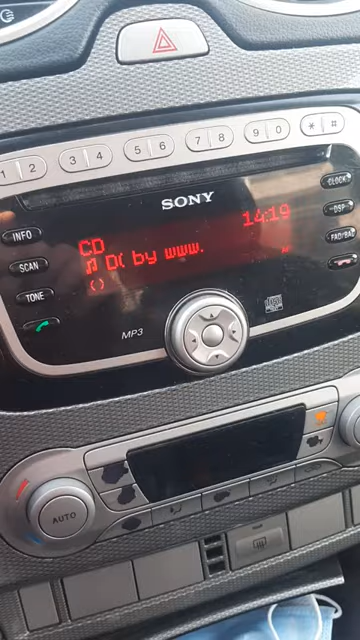 1 2 3 4 5 6 7 8 9 0 * #
SONY
INFO
CLOCK
14:19
DSP
CD
SCAN
D( by www.
FAD/BAL
()
TONE
MP3
AUTO